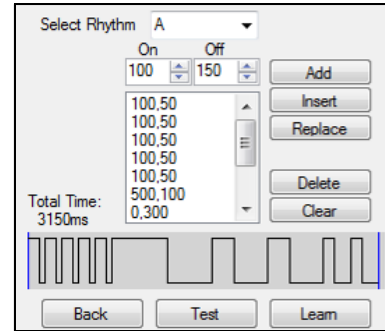 Select Rhythm A
On Off
100 150 Add
Insert
Replace
100,50
100,50
100,50
100,50
100,50
500,100
0,300
Delete
Clear
Total Time:
3150ms
Back Test Learn